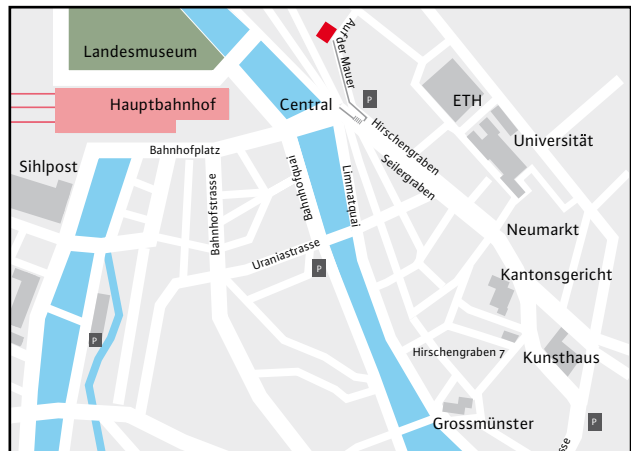 Landesmuseum
Auf
der Mauer
P
Hauptbahnhof
Central
ETH
Hirschengraben
Universität
Bahnhofplatz
Seilergraben
Sihlpost
Bahnhofstrasse
Bahnhofquai
Limmatquai
Neumarkt
Uraniastrasse
P
Kantonsgericht
P
Hirschengraben 7
Kunsthaus
Grossmünster
P